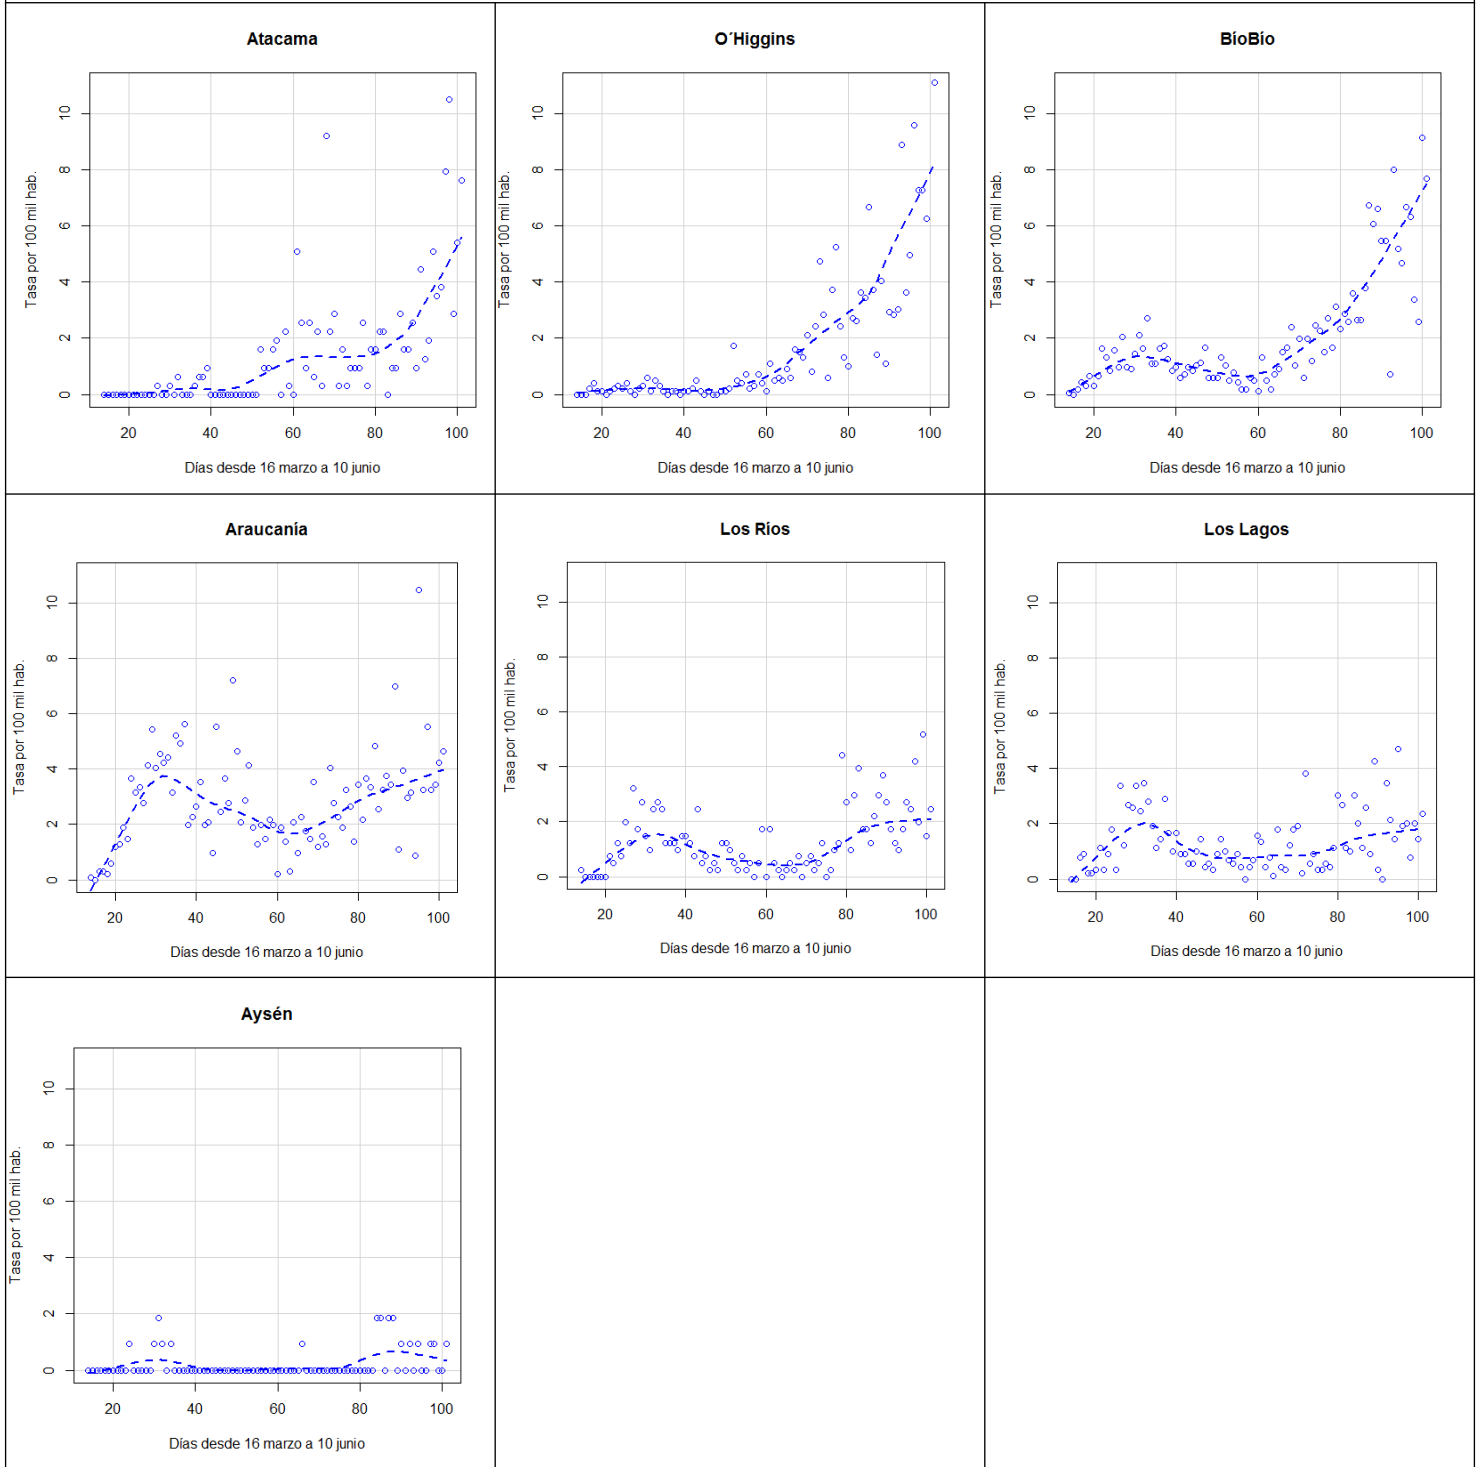 Atacama
Tasa por 100 mil hab.
0 2 4 6 8 10
20 40 60 80 100
Días desde 16 marzo a 10 junio
O´Higgins
Tasa por 100 mil hab.
0 2 4 6 8 10
20 40 60 80 100
Días desde 16 marzo a 10 junio
BíoBío
Tasa por 100 mil hab.
0 2 4 6 8 10
20 40 60 80 100
Días desde 16 marzo a 10 junio
Araucanía
Tasa por 100 mil hab.
0 2 4 6 8 10
20 40 60 80 100
Días desde 16 marzo a 10 junio
Los Ríos
Tasa por 100 mil hab.
0 2 4 6 8 10
20 40 60 80 100
Días desde 16 marzo a 10 junio
Los Lagos
Tasa por 100 mil hab.
0 2 4 6 8 10
20 40 60 80 100
Días desde 16 marzo a 10 junio
Aysén
Tasa por 100 mil hab.
0 2 4 6 8 10
20 40 60 80 100
Días desde 16 marzo a 10 junio